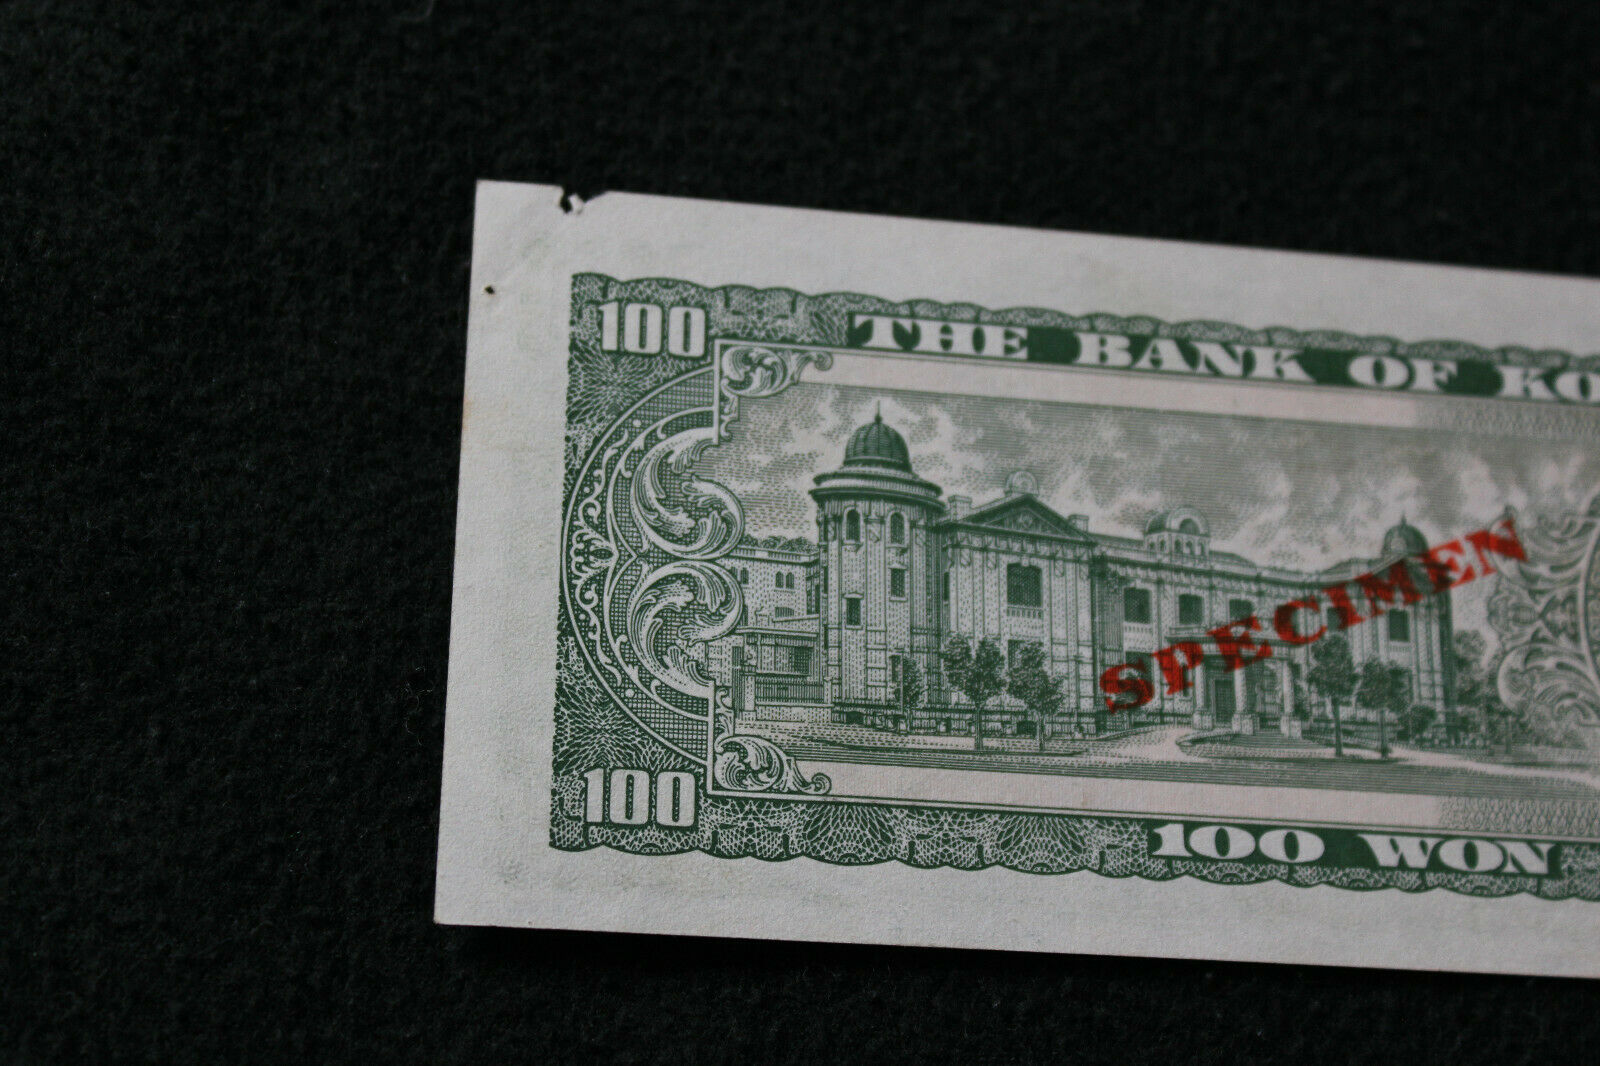 100 THE BANK OF KO
SPECIMEN
100 100 WON